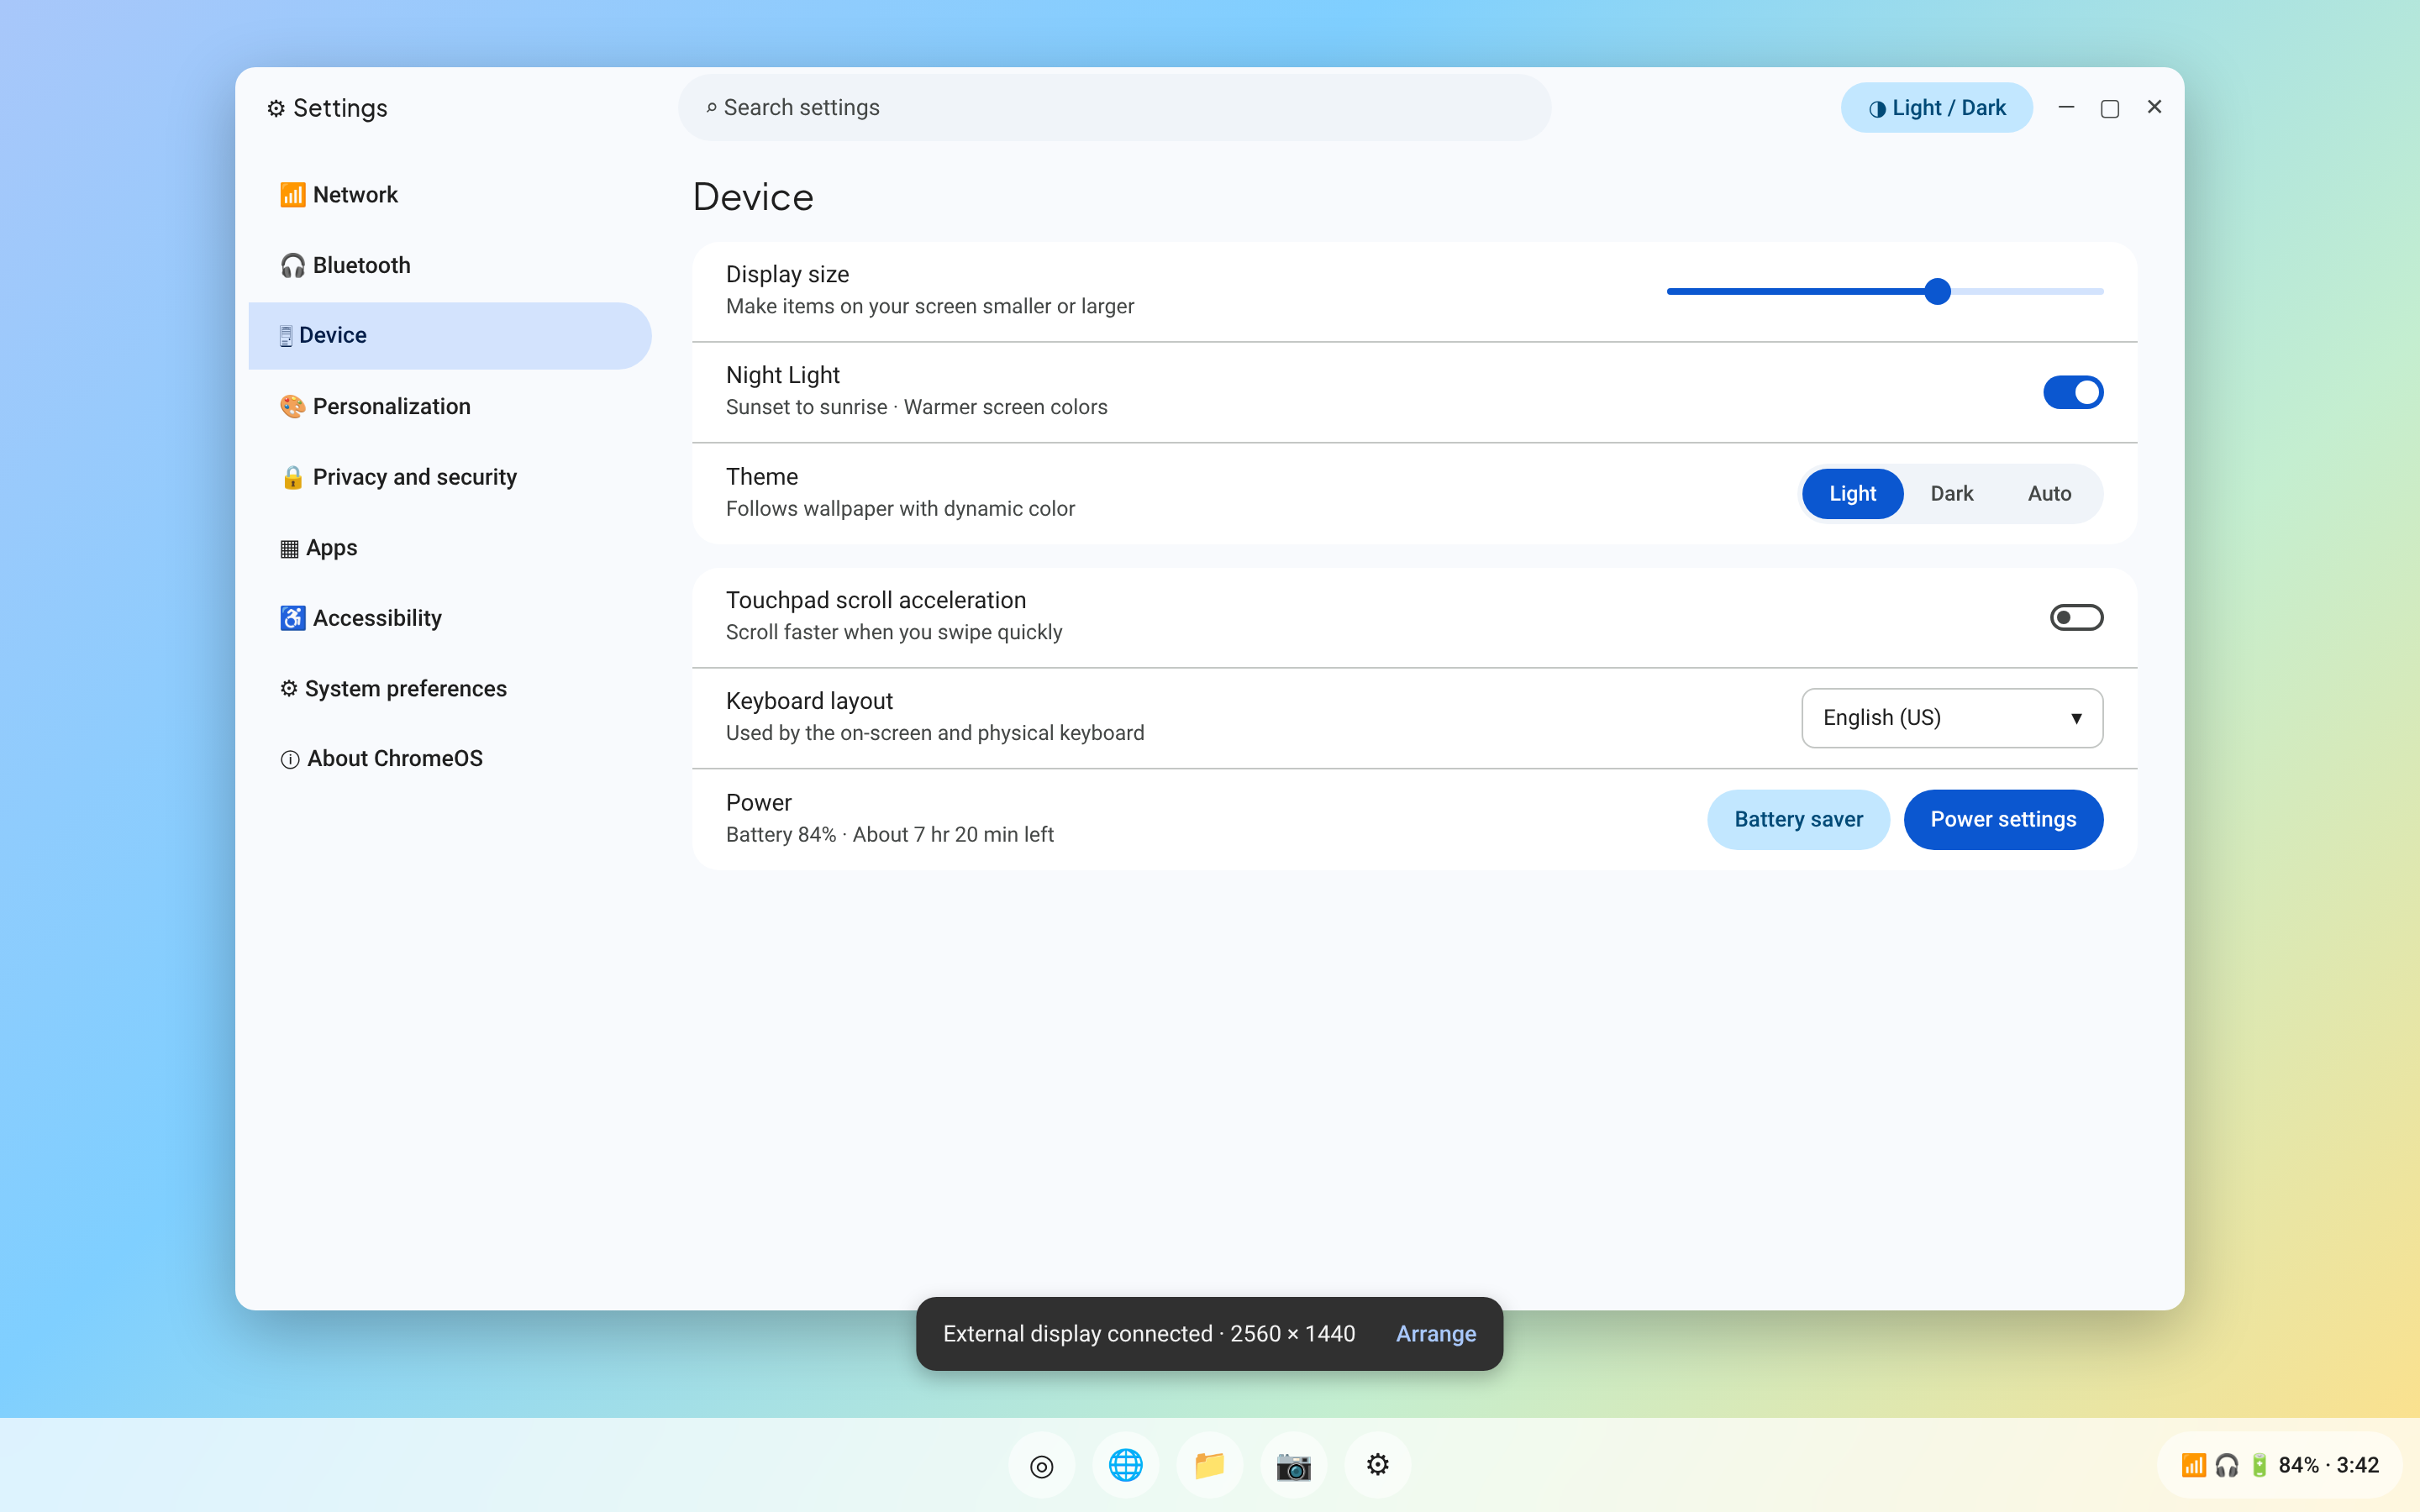 Settings
Search settings
Light / Dark
Network
Bluetooth
Device
Personalization
Privacy and security
Apps
Accessibility
System preferences
About ChromeOS
Device
Display size
Make items on your screen smaller or larger
Night Light
Sunset to sunrise · Warmer screen colors
Theme
Follows wallpaper with dynamic color
Light Dark Auto
Touchpad scroll acceleration
Scroll faster when you swipe quickly
Keyboard layout
Used by the on-screen and physical keyboard
English (US)
Power
Battery 84% · About 7 hr 20 min left
Battery saver
Power settings
External display connected · 2560 × 1440 Arrange
84% · 3:42